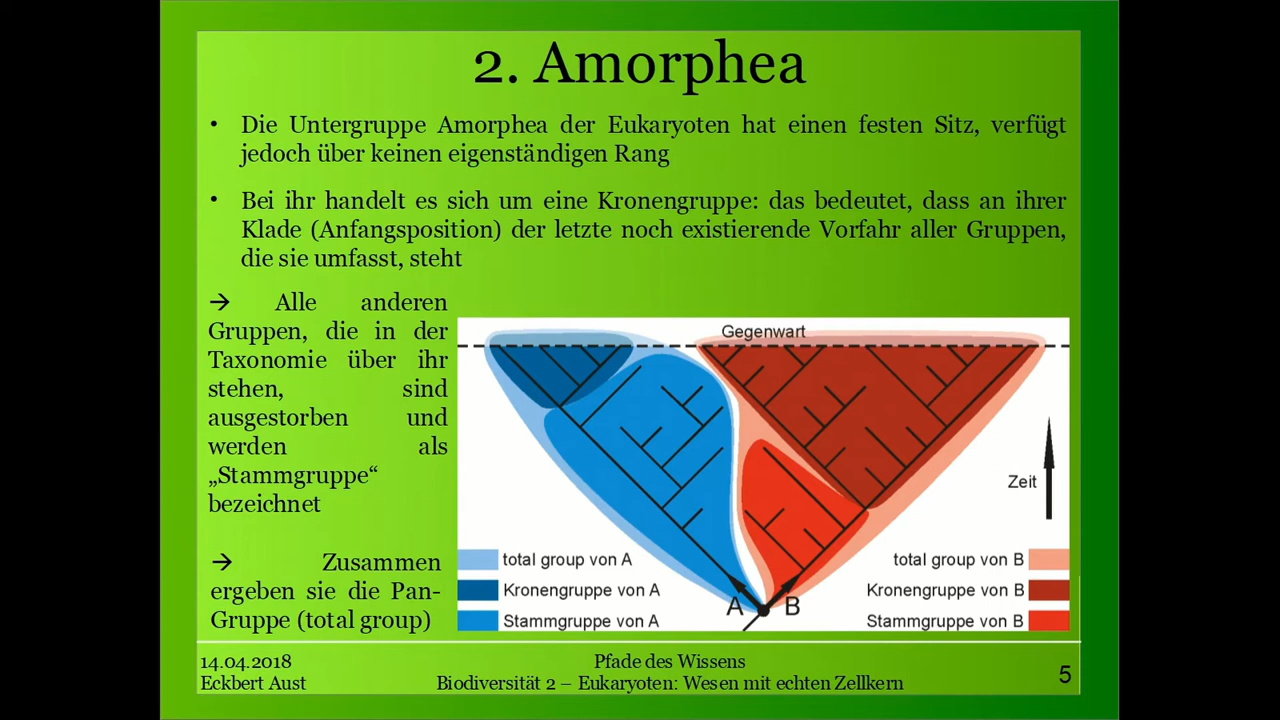 2. Amorphea
• Die Untergruppe Amorphea der Eukaryoten hat einen festen Sitz, verfügt
jedoch über keinen eigenständigen Rang
• Bei ihr handelt es sich um eine Kronengruppe: das bedeutet, dass an ihrer
Klade (Anfangsposition) der letzte noch existierende Vorfahr aller Gruppen,
die sie umfasst, steht
→ Alle anderen
Gruppen, die in der
Taxonomie über ihr
stehen, sind
ausgestorben und
werden als
„Stammgruppe“
bezeichnet
→ Zusammen
ergeben sie die Pan-
Gruppe (total group)
Gegenwart
Zeit
total group von A
Kronengruppe von A
Stammgruppe von A
A B
total group von B
Kronengruppe von B
Stammgruppe von B
14.04.2018
Eckbert Aust
Pfade des Wissens
Biodiversität 2 – Eukaryoten: Wesen mit echten Zellkern
5